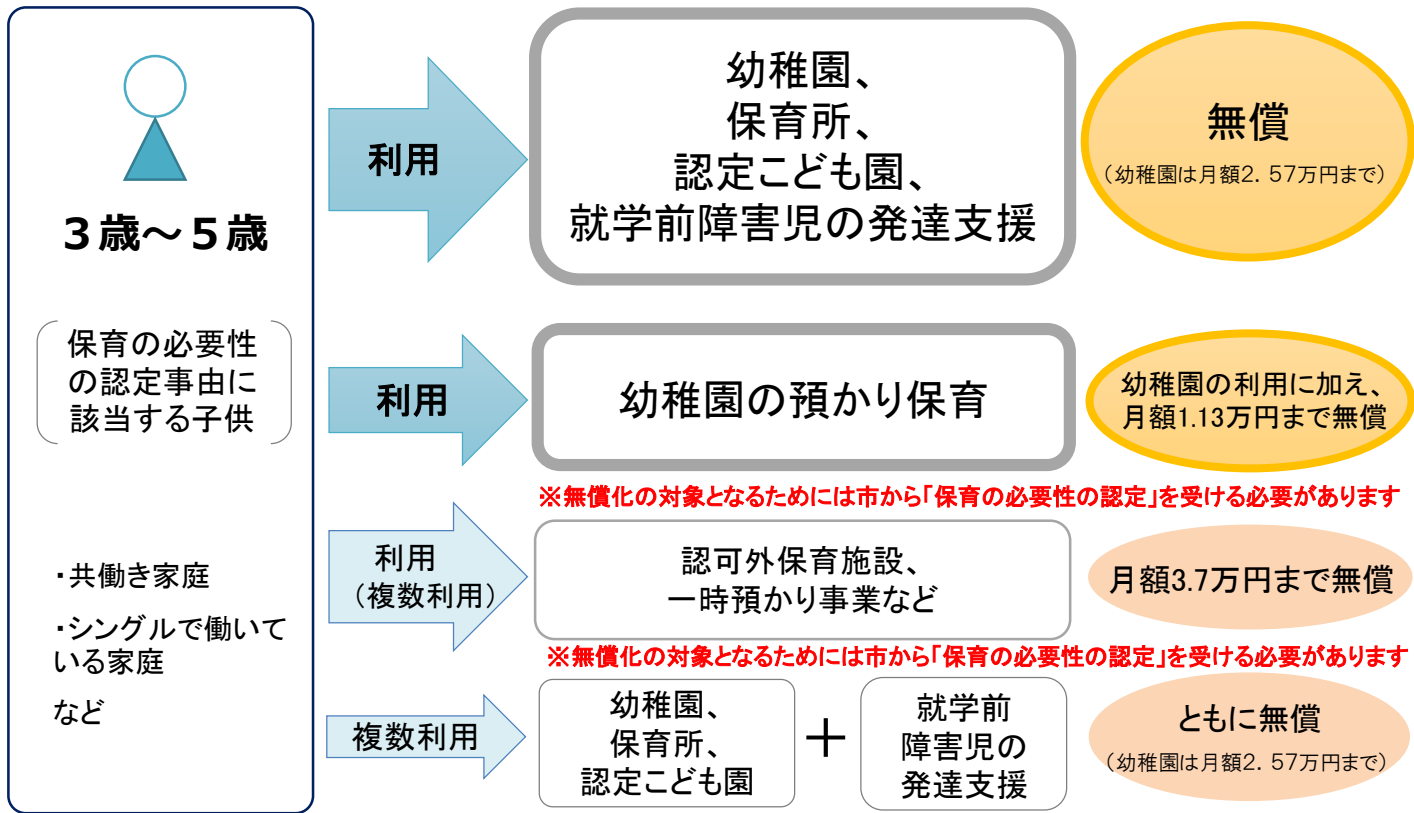 3歳～5歳
保育の必要性
の認定事由に
該当する子供
・共働き家庭
・シングルで働いて
いる家庭
など
利用
幼稚園、
保育所、
認定こども園、
就学前障害児の発達支援
無償
(幼稚園は月額2．57万円まで)
利用
幼稚園の預かり保育
幼稚園の利用に加え、
月額1.13万円まで無償
※無償化の対象となるためには市から「保育の必要性の認定」を受ける必要があります
利用
（複数利用）
認可外保育施設、
一時預かり事業など
月額3.7万円まで無償
※無償化の対象となるためには市から「保育の必要性の認定」を受ける必要があります
複数利用
幼稚園、
保育所、
認定こども園
＋
就学前
障害児の
発達支援
ともに無償
(幼稚園は月額2．57万円まで)